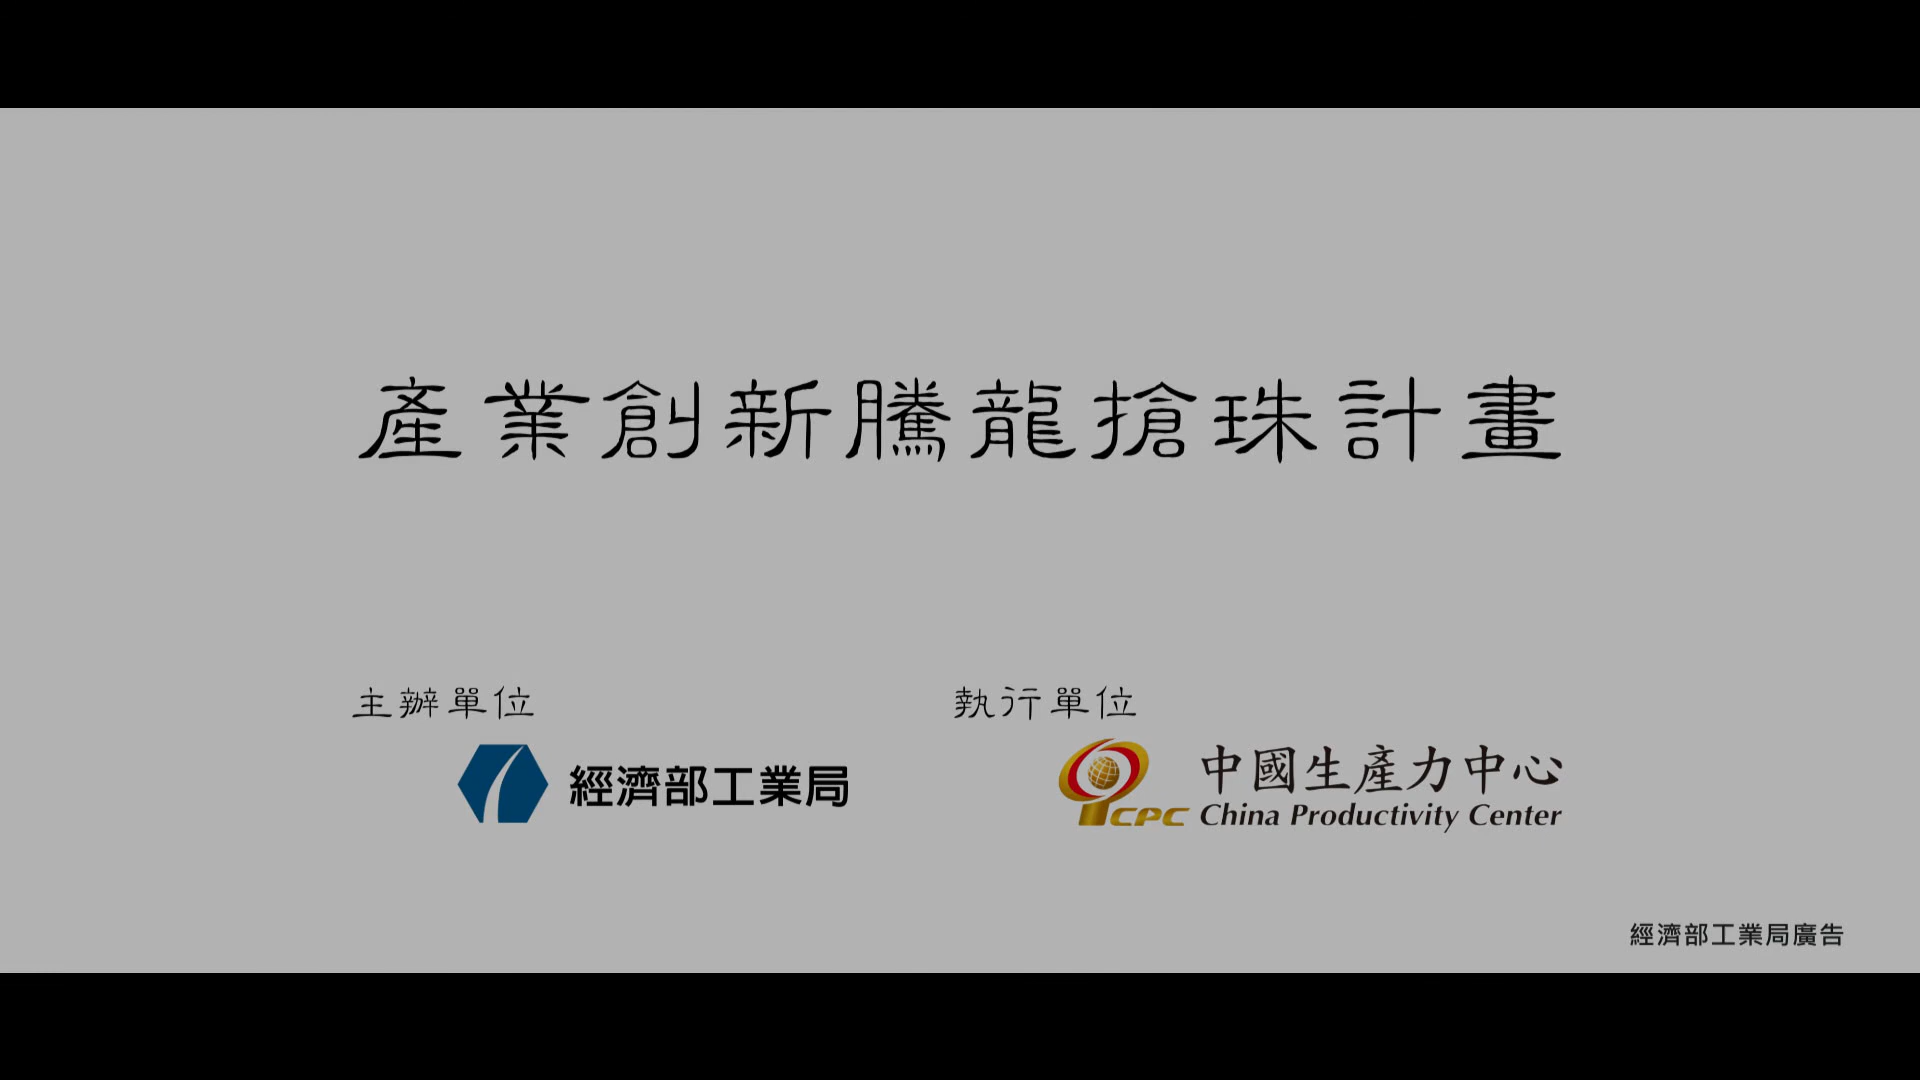 產業創新騰龍搶珠計畫
主辦單位
經濟部工業局
執行單位
CPC
中國生產力中心
China Productivity Center
經濟部工業局廣告